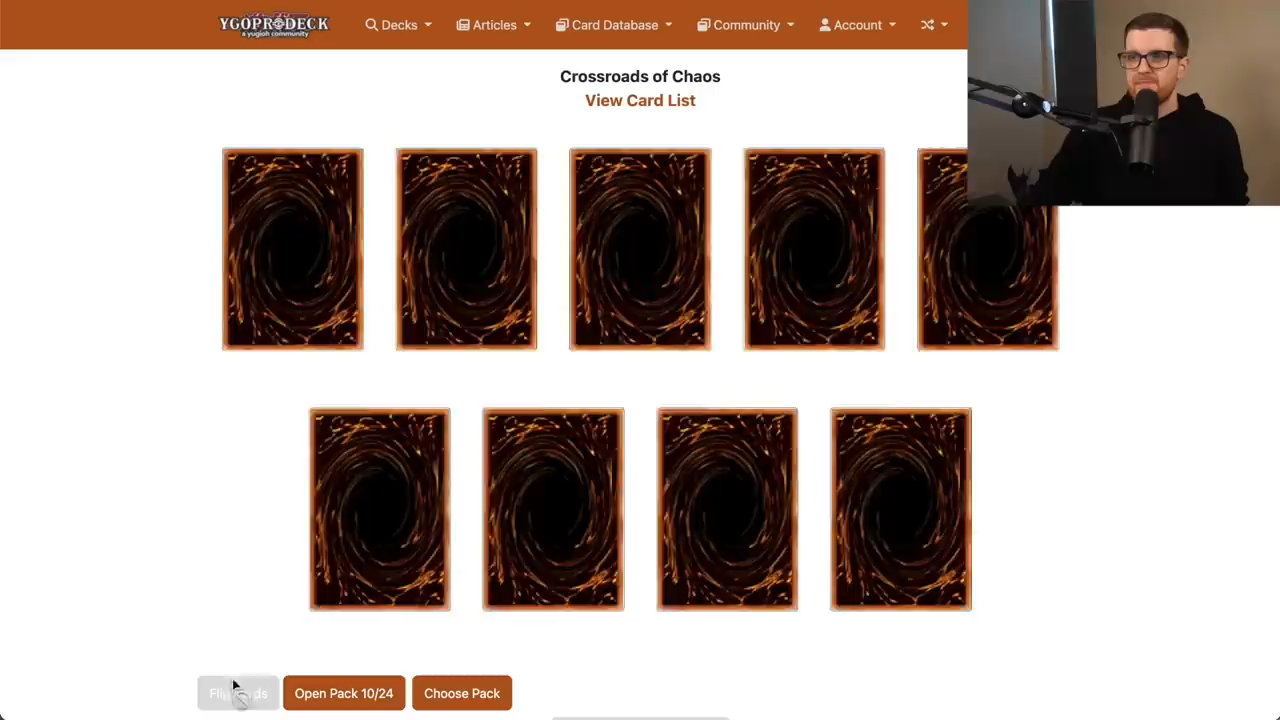 YGOPRODECK
a yugioh community
Decks
Articles
Card Database
Community
Account
Crossroads of Chaos
View Card List
Open Pack 10/24
Choose Pack